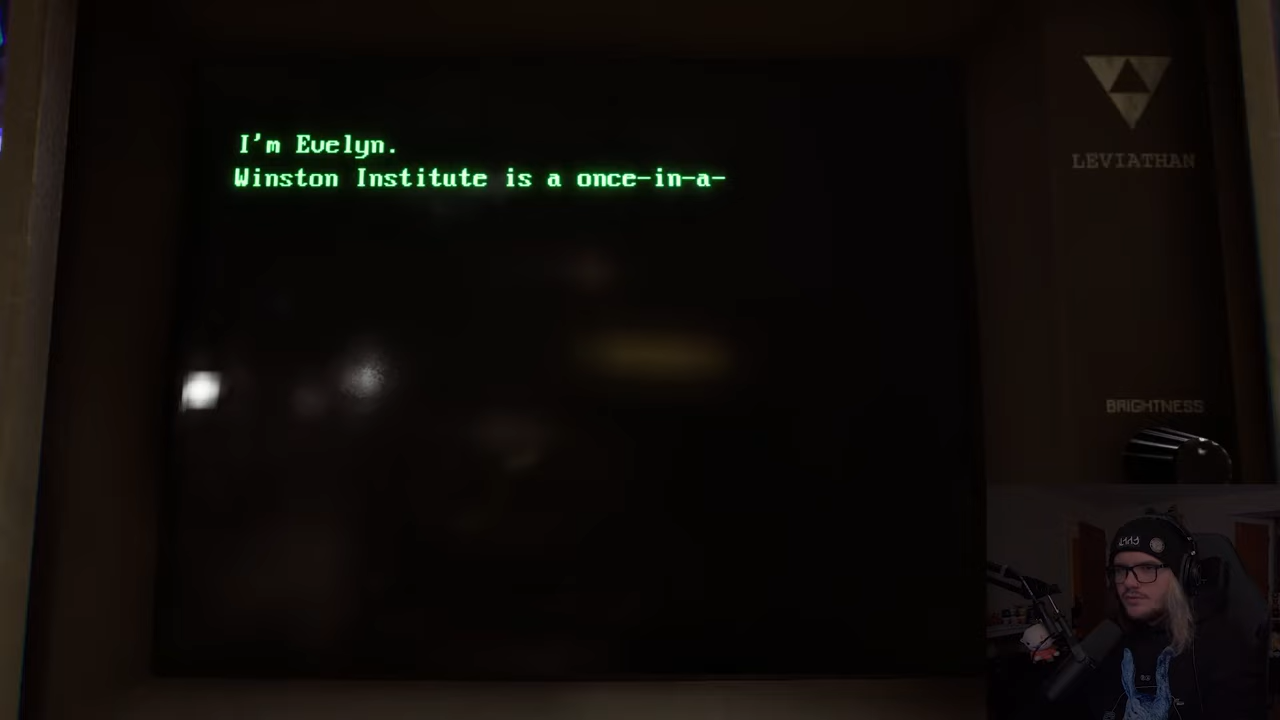 I'm Evelyn.
Winston Institute is a once-in-a-
LEVIATHAN
BRIGHTNESS